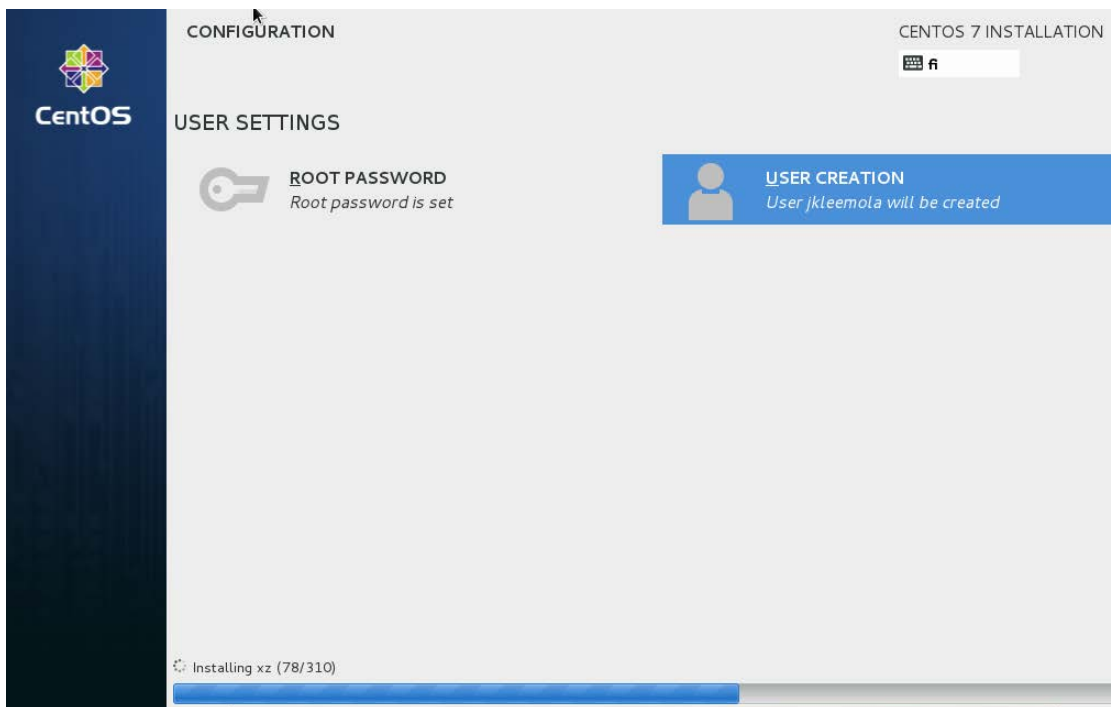 CONFIGURATION
CENTOS 7 INSTALLATION
fi
CentOS
USER SETTINGS
ROOT PASSWORD
Root password is set
USER CREATION
User jkleemola will be created
Installing xz (78/310)